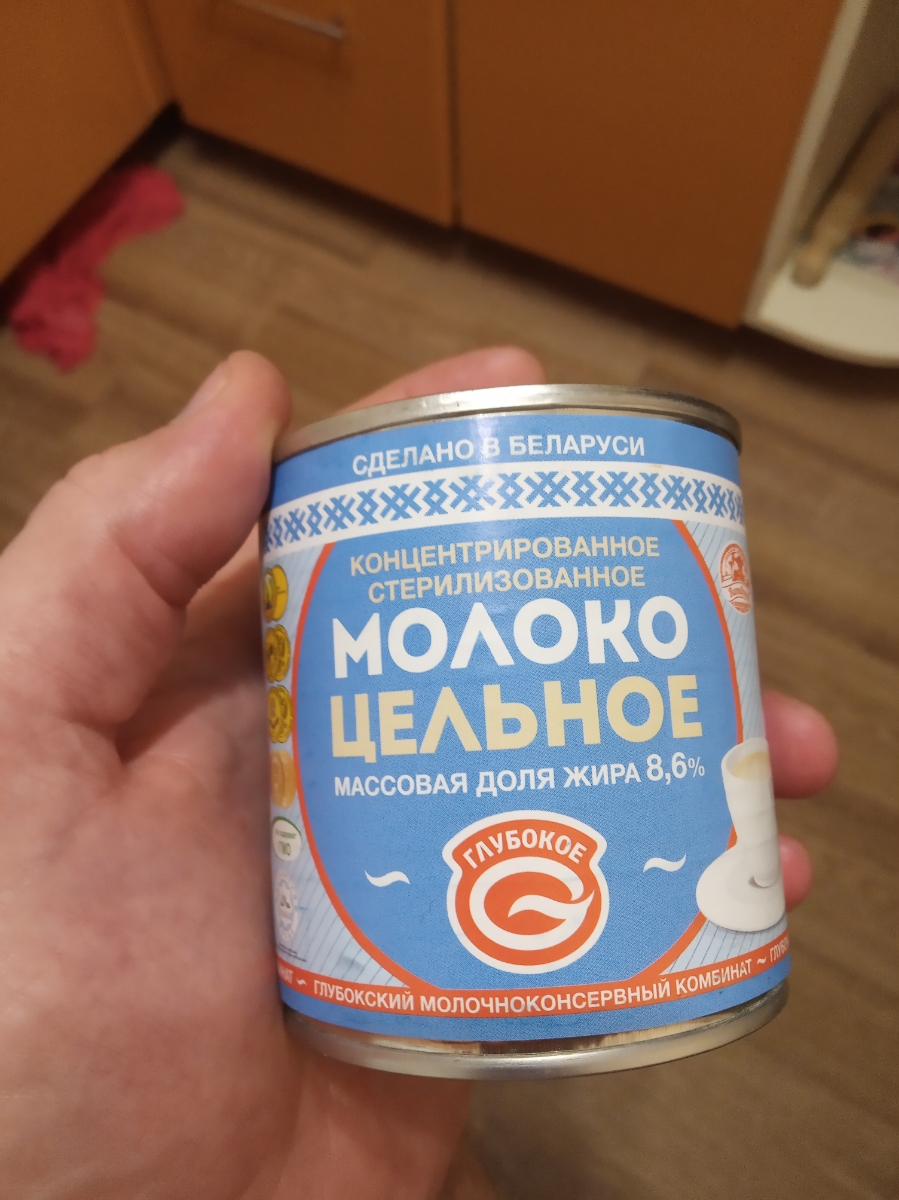 СДЕЛАНО В БЕЛАРУСИ
КОНЦЕНТРИРОВАННОЕ
СТЕРИЛИЗОВАННОЕ
МОЛОКО
ЦЕЛЬНОЕ
МАССОВАЯ ДОЛЯ ЖИРА 8,6%
ГЛУБОКОЕ
ГЛУБОКСКИЙ МОЛОЧНОКОНСЕРВНЫЙ КОМБИНАТ ~